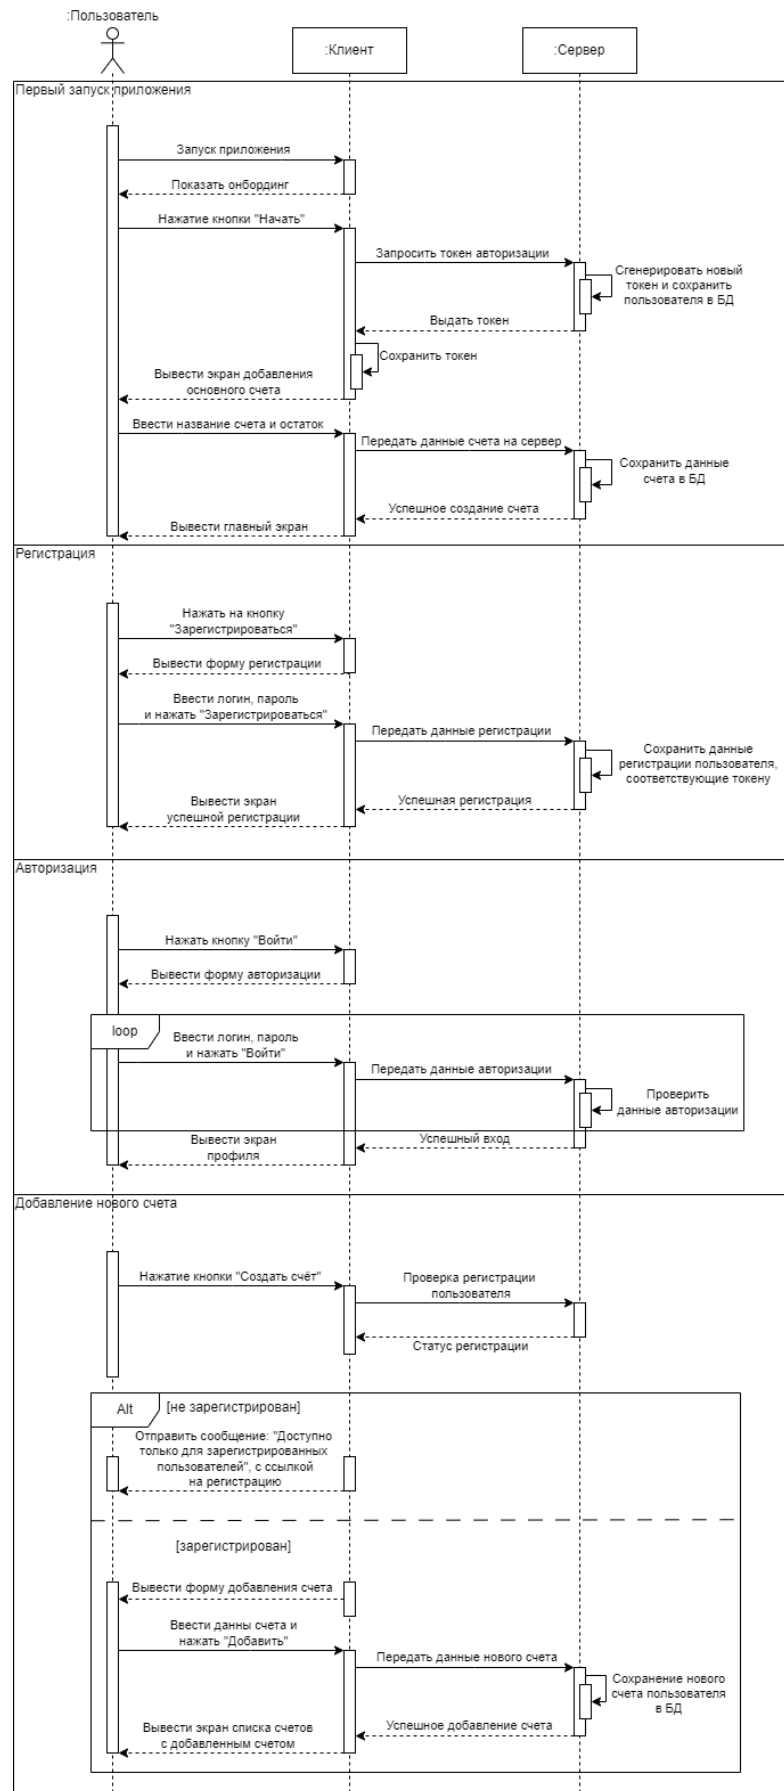 :Пользователь
:Клиент
:Сервер
Первый запуск приложения
Запуск приложения
Показать онбординг
Нажатие кнопки "Начать"
Запросить токен авторизации
Сгенерировать новый
токен и сохранить
пользователя в БД
Выдать токен
Сохранить токен
Вывести экран добавления
основного счета
Ввести название счета и остаток
Передать данные счета на сервер
Сохранить данные
счета в БД
Успешное создание счета
Вывести главный экран
Регистрация
Нажать на кнопку
"Зарегистрироваться"
Вывести форму регистрации
Ввести логин, пароль
и нажать "Зарегистрироваться"
Передать данные регистрации
Сохранить данные
регистрации пользователя,
соответствующие токену
Успешная регистрация
Вывести экран
успешной регистрации
Авторизация
Нажать кнопку "Войти"
Вывести форму авторизации
loop
Ввести логин, пароль
и нажать "Войти"
Передать данные авторизации
Проверить
данные авторизации
Успешный вход
Вывести экран
профиля
Добавление нового счета
Нажатие кнопки "Создать счёт"
Проверка регистрации
пользователя
Статус регистрации
Alt
[не зарегистрирован]
Отправить сообщение: "Доступно
только для зарегистрированных
пользователей", с ссылкой
на регистрацию
[зарегистрирован]
Вывести форму добавления счета
Ввести данны счета и
нажать "Добавить"
Передать данные нового счета
Сохранение нового
счета пользователя
в БД
Успешное добавление счета
Вывести экран списка счетов
с добавленным счетом